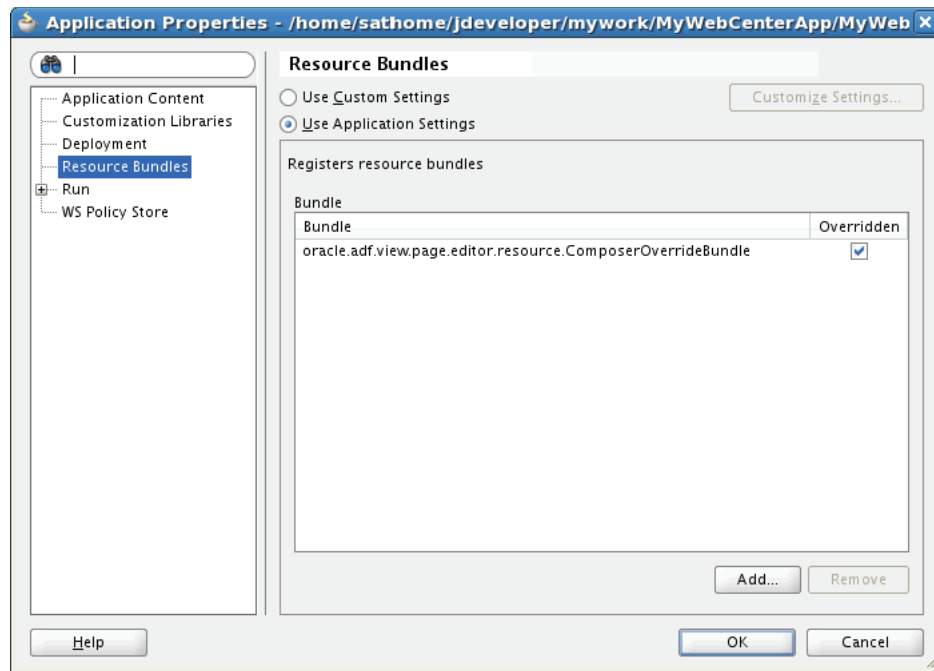 Application Properties - /home/sathome/jdeveloper/mywork/MyWebCenterApp/MyWeb
Resource Bundles
Application Content
Customization Libraries
Deployment
Resource Bundles
Run
WS Policy Store
Use Custom Settings
Customize Settings...
Use Application Settings
Registers resource bundles
Bundle
Bundle Overridden
oracle.adf.view.page.editor.resource.ComposerOverrideBundle
Add... Remove
Help OK Cancel